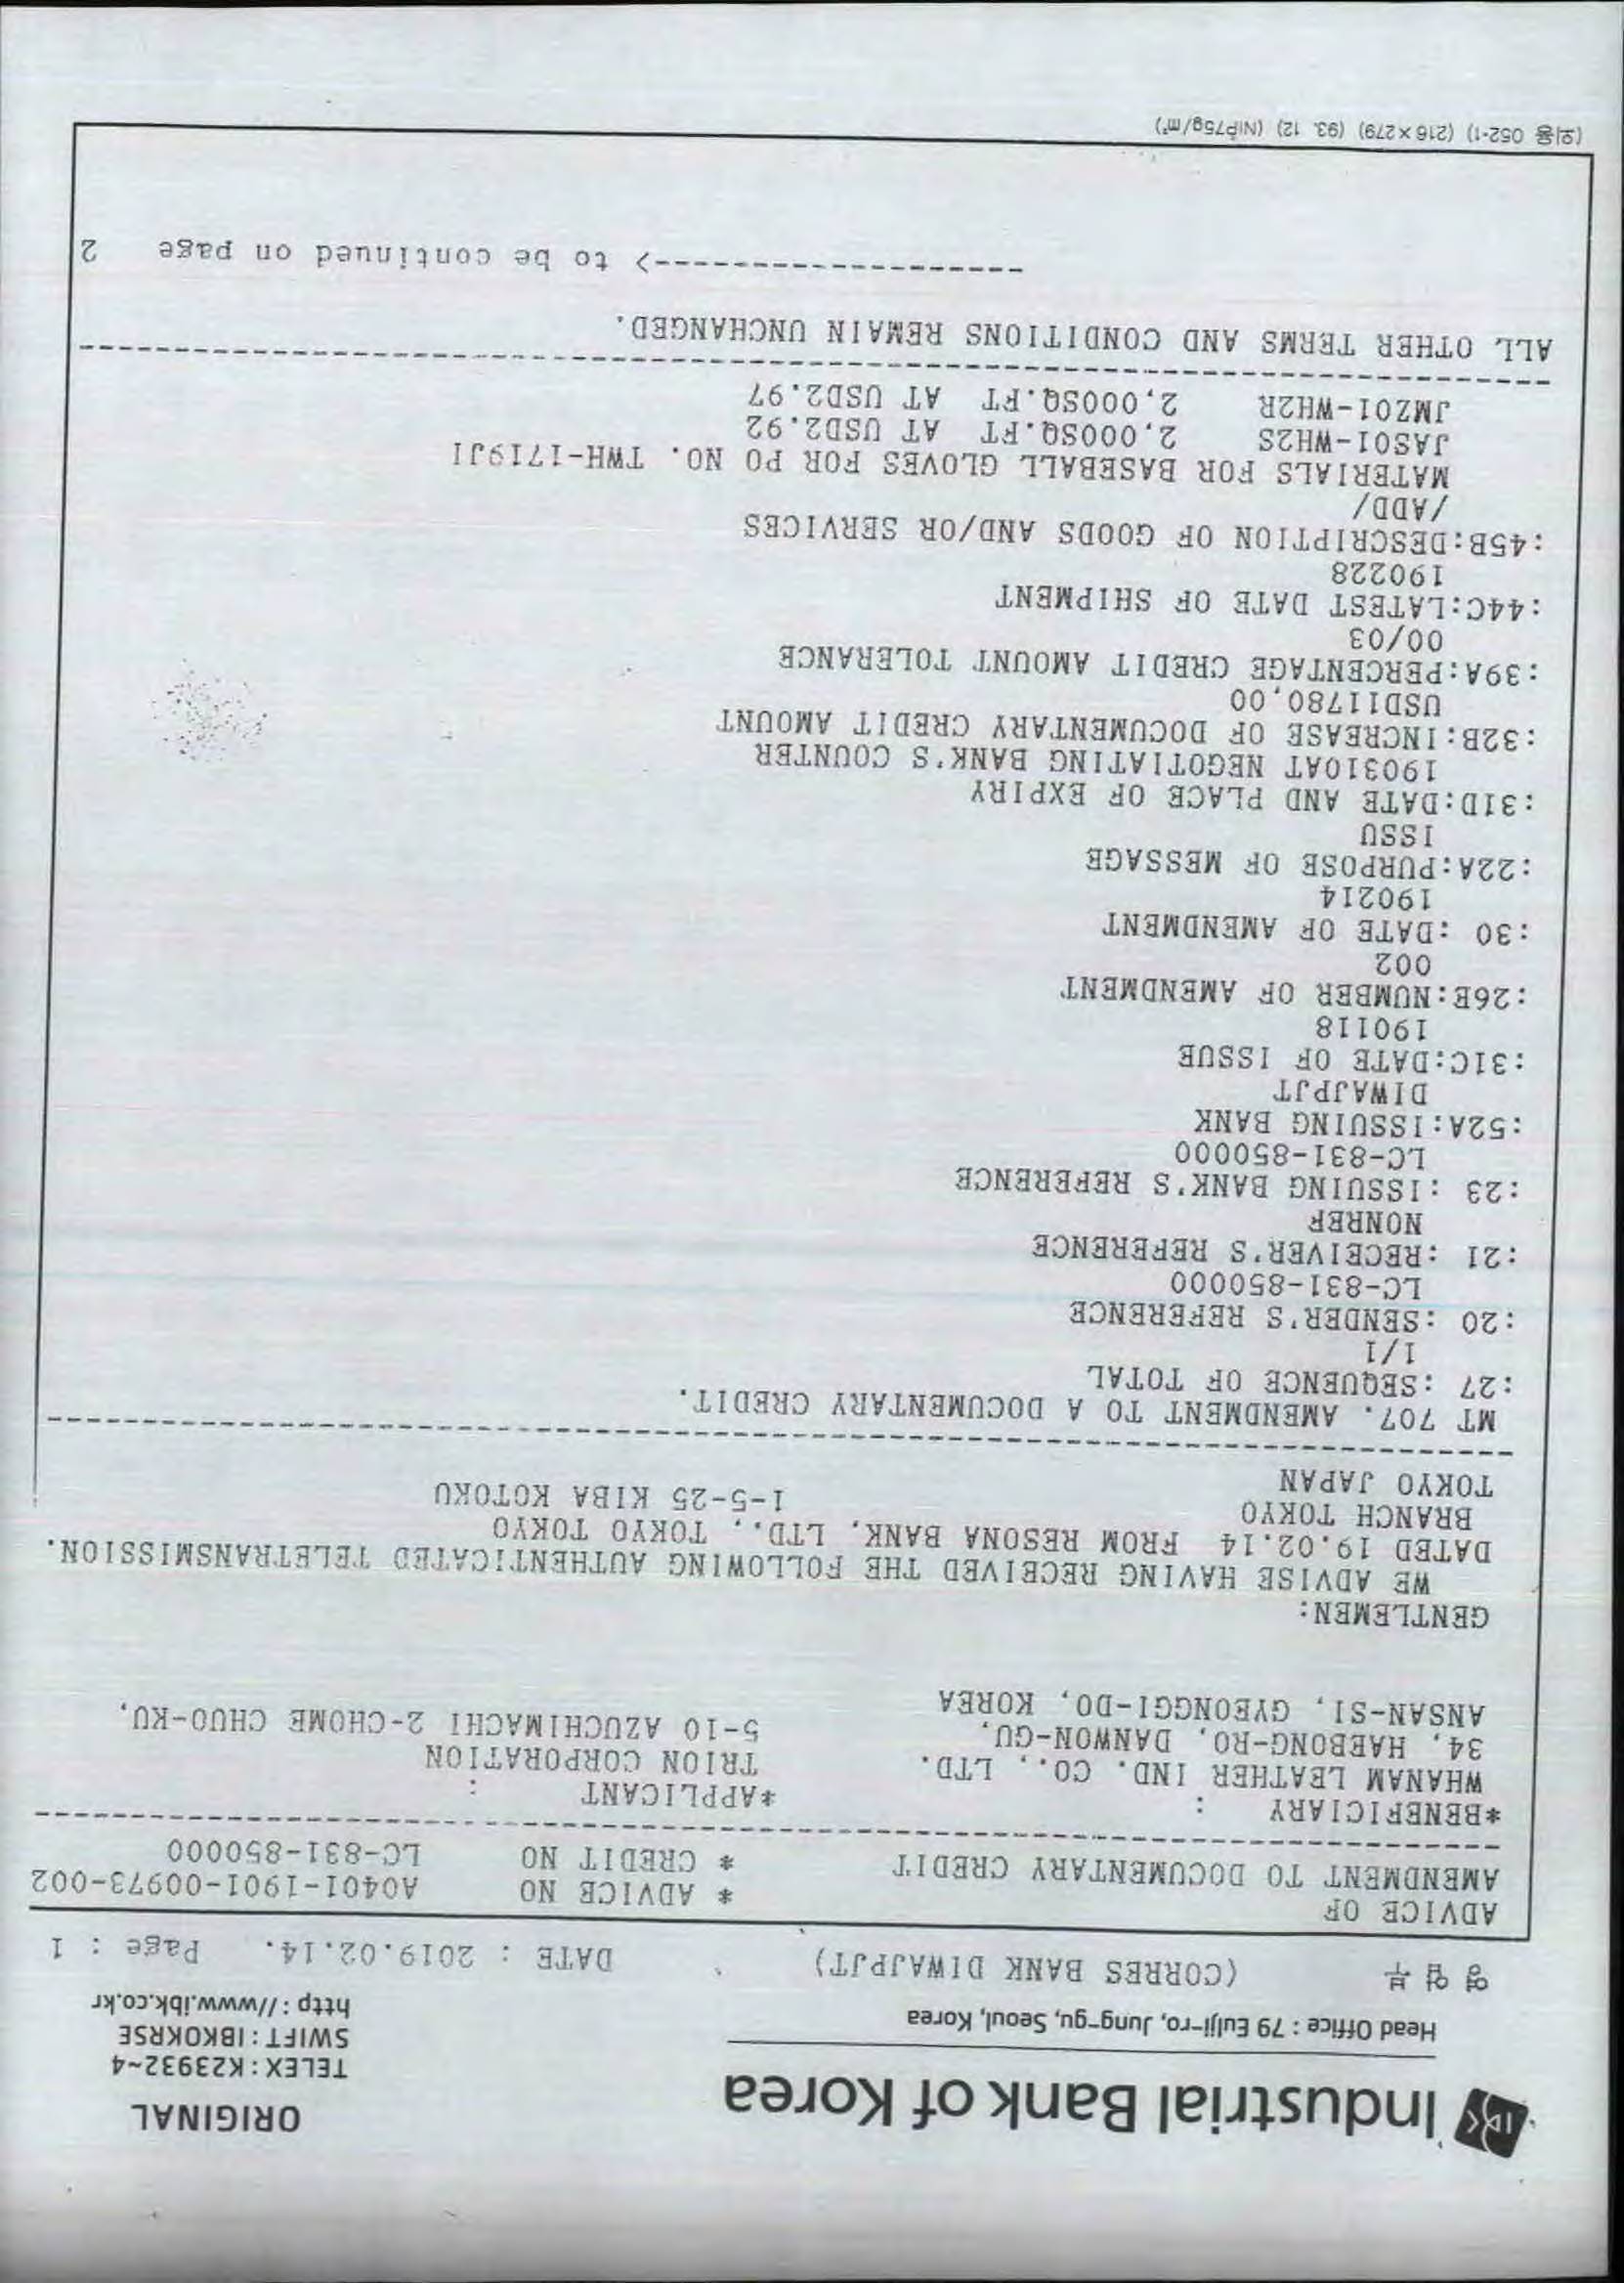 IBK Industrial Bank of Korea
ORIGINAL
TELEX : K23932~4
SWIFT : IBKOKRSE
http : //www.ibk.co.kr
Head Office : 79 Eulji-ro, Jung-gu, Seoul, Korea
영업부 (CORRES BANK DIWAJPJT) DATE : 2019.02.14. Page : 1
ADVICE OF * ADVICE NO A0401-1901-00973-002
AMENDMENT TO DOCUMENTARY CREDIT * CREDIT NO LC-831-850000
--------------------------------------------------------------------------------
*BENEFICIARY : *APPLICANT :
WHANAM LEATHER IND. CO., LTD. TRION CORPORATION
34, HAEBONG-RO, DANWON-GU, 5-10 AZUCHIMACHI 2-CHOME CHUO-KU,
ANSAN-SI, GYEONGGI-DO, KOREA
GENTLEMEN:
WE ADVISE HAVING RECEIVED THE FOLLOWING AUTHENTICATED TELETRANSMISSION.
DATED 19.02.14 FROM RESONA BANK, LTD., TOKYO TOKYO
BRANCH TOKYO 1-5-25 KIBA KOTOKU
TOKYO JAPAN
--------------------------------------------------------------------------------
MT 707. AMENDMENT TO A DOCUMENTARY CREDIT.
:27 :SEQUENCE OF TOTAL
1/1
:20 :SENDER'S REFERENCE
LC-831-850000
:21 :RECEIVER'S REFERENCE
NONREF
:23 :ISSUING BANK'S REFERENCE
LC-831-850000
:52A:ISSUING BANK
DIWAJPJT
:31C:DATE OF ISSUE
190118
:26E:NUMBER OF AMENDMENT
002
:30 :DATE OF AMENDMENT
190214
:22A:PURPOSE OF MESSAGE
ISSU
:31D:DATE AND PLACE OF EXPIRY
190310AT NEGOTIATING BANK'S COUNTER
:32B:INCREASE OF DOCUMENTARY CREDIT AMOUNT
USD11780,00
:39A:PERCENTAGE CREDIT AMOUNT TOLERANCE
00/03
:44C:LATEST DATE OF SHIPMENT
190228
:45B:DESCRIPTION OF GOODS AND/OR SERVICES
/ADD/
MATERIALS FOR BASEBALL GLOVES FOR PO NO. TWH-1719JI
JAS01-WH2S 2,000SQ.FT AT USD2.92
JMZ01-WH2R 2,000SQ.FT AT USD2.97
--------------------------------------------------------------------------------
ALL OTHER TERMS AND CONDITIONS REMAIN UNCHANGED.
--------------------> to be continued on page 2
(외용 052-1) (216×279) (93. 12) (NIP75g/m²)